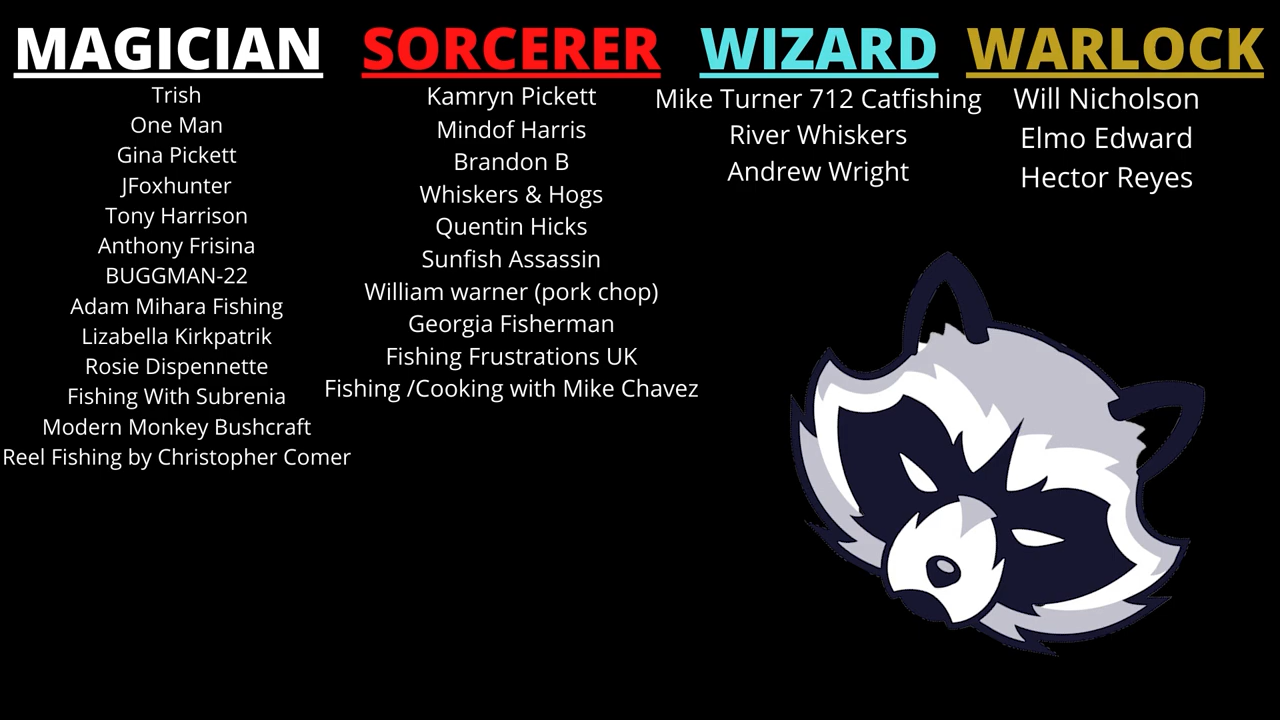 MAGICIAN
Trish
One Man
Gina Pickett
JFoxhunter
Tony Harrison
Anthony Frisina
BUGGMAN-22
Adam Mihara Fishing
Lizabella Kirkpatrik
Rosie Dispennette
Fishing With Subrenia
Modern Monkey Bushcraft
Reel Fishing by Christopher Comer
SORCERER
Kamryn Pickett
Mindof Harris
Brandon B
Whiskers & Hogs
Quentin Hicks
Sunfish Assassin
William warner (pork chop)
Georgia Fisherman
Fishing Frustrations UK
Fishing /Cooking with Mike Chavez
WIZARD
Mike Turner 712 Catfishing
River Whiskers
Andrew Wright
WARLOCK
Will Nicholson
Elmo Edward
Hector Reyes